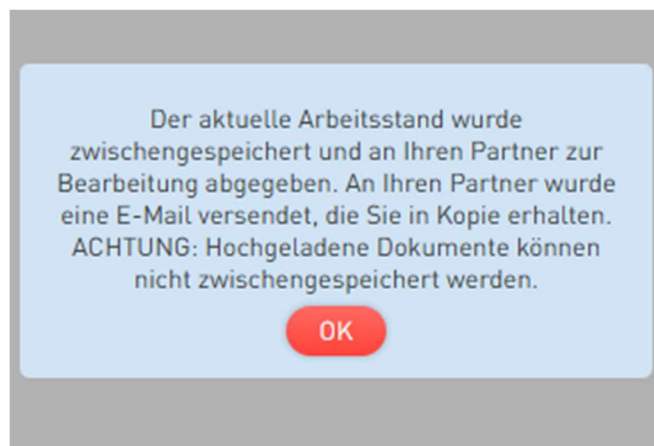 Der aktuelle Arbeitsstand wurde
zwischengespeichert und an Ihren Partner zur
Bearbeitung abgegeben. An Ihren Partner wurde
eine E-Mail versendet, die Sie in Kopie erhalten.
ACHTUNG: Hochgeladene Dokumente können
nicht zwischengespeichert werden.
OK